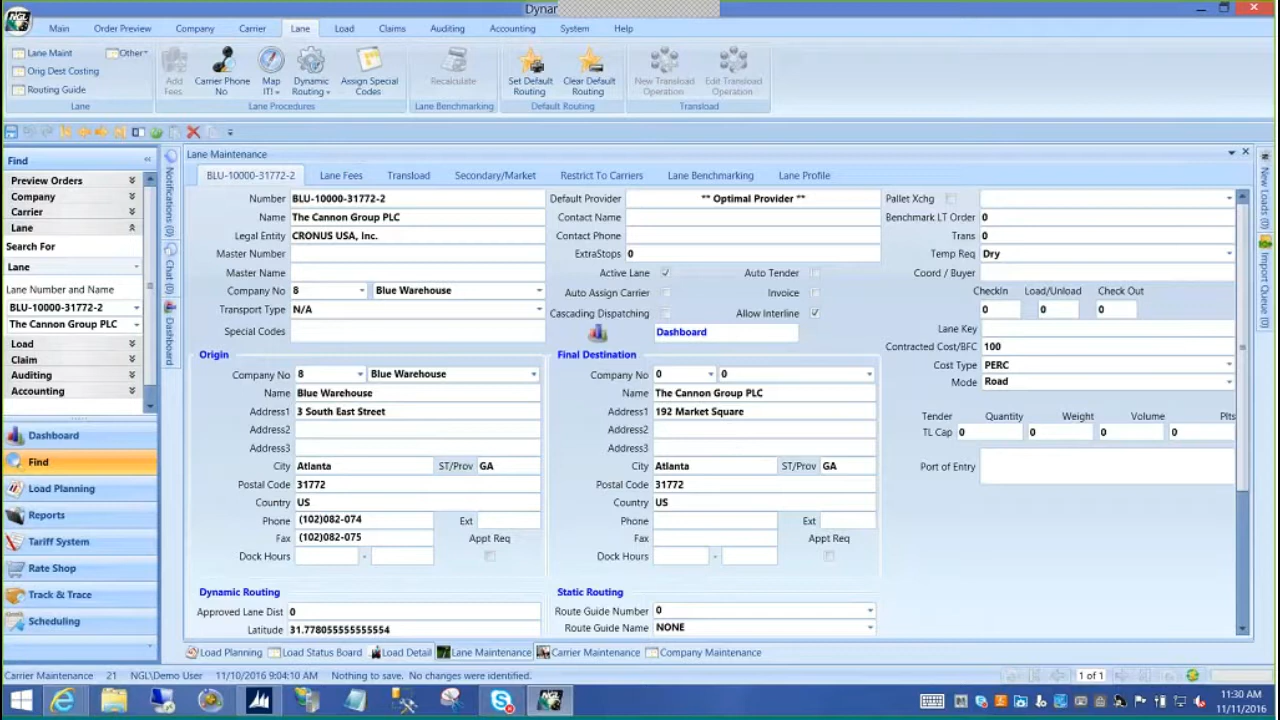 Dynar
NGL
Main Order Preview Company Carrier Lane Load Claims Auditing Accounting System Help
Lane Maint Other
Orig Dest Costing
Routing Guide
Lane
Add Fees
Carrier Phone No
Map IT!
Dynamic Routing
Assign Special Codes
Lane Procedures
Recalculate
Lane Benchmarking
Set Default Routing
Clear Default Routing
Default Routing
New Transload Operation
Edit Transload Operation
Transload
Find
Preview Orders
Company
Carrier
Lane
Search For
Lane
Lane Number and Name
BLU-10000-31772-2
The Cannon Group PLC
Load
Claim
Auditing
Accounting
Dashboard
Find
Load Planning
Reports
Tariff System
Rate Shop
Track & Trace
Scheduling
Notifications (0)
Chat (0)
Dashboard
Lane Maintenance
BLU-10000-31772-2 Lane Fees Transload Secondary/Market Restrict To Carriers Lane Benchmarking Lane Profile
Number BLU-10000-31772-2
Name The Cannon Group PLC
Legal Entity CRONUS USA, Inc.
Master Number
Master Name
Company No 8 Blue Warehouse
Transport Type N/A
Special Codes
Default Provider ** Optimal Provider **
Contact Name
Contact Phone
ExtraStops 0
Active Lane Auto Tender
Auto Assign Carrier Invoice
Cascading Dispatching Allow Interline
Dashboard
Pallet Xchg
Benchmark LT Order 0
Trans 0
Temp Req Dry
Coord / Buyer
CheckIn Load/Unload Check Out
0 0 0
Lane Key
Contracted Cost/BFC 100
Cost Type PERC
Mode Road
Tender Quantity Weight Volume Plts
TL Cap 0 0 0 0
Port of Entry
Origin
Company No 8 Blue Warehouse
Name Blue Warehouse
Address1 3 South East Street
Address2
Address3
City Atlanta ST/Prov GA
Postal Code 31772
Country US
Phone (102)082-074 Ext
Fax (102)082-075 Appt Req
Dock Hours -
Final Destination
Company No 0 0
Name The Cannon Group PLC
Address1 192 Market Square
Address2
Address3
City Atlanta ST/Prov GA
Postal Code 31772
Country US
Phone Ext
Fax Appt Req
Dock Hours -
Dynamic Routing
Approved Lane Dist 0
Latitude 31.778055555555554
Static Routing
Route Guide Number 0
Route Guide Name NONE
New Loads (0)
Import Queue (0)
Load Planning Load Status Board Load Detail Lane Maintenance Carrier Maintenance Company Maintenance
Carrier Maintenance 21 NGL\Demo User 11/10/2016 9:04:10 AM Nothing to save. No changes were identified. 1 of 1
NGL
11:30 AM
11/11/2016